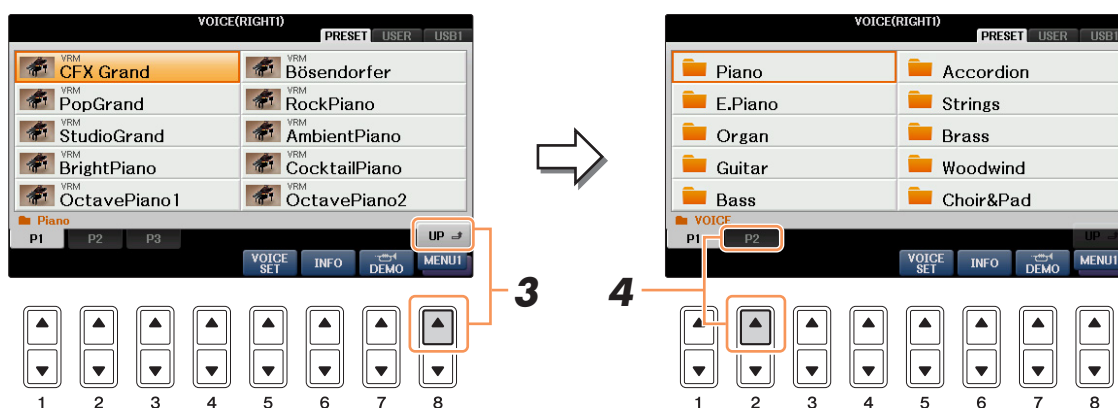 VOICE(RIGHT1)
PRESET USER USB1
VRM
CFX Grand
VRM
Bösendorfer
VRM
PopGrand
VRM
RockPiano
VRM
StudioGrand
VRM
AmbientPiano
VRM
BrightPiano
VRM
CocktailPiano
VRM
OctavePiano1
VRM
OctavePiano2
Piano
P1 P2 P3 UP
VOICE SET INFO DEMO MENU1
3
1 2 3 4 5 6 7 8
VOICE(RIGHT1)
PRESET USER USB1
Piano Accordion
E.Piano Strings
Organ Brass
Guitar Woodwind
Bass Choir&Pad
VOICE
P1 P2 UP
VOICE SET INFO DEMO MENU1
4
1 2 3 4 5 6 7 8